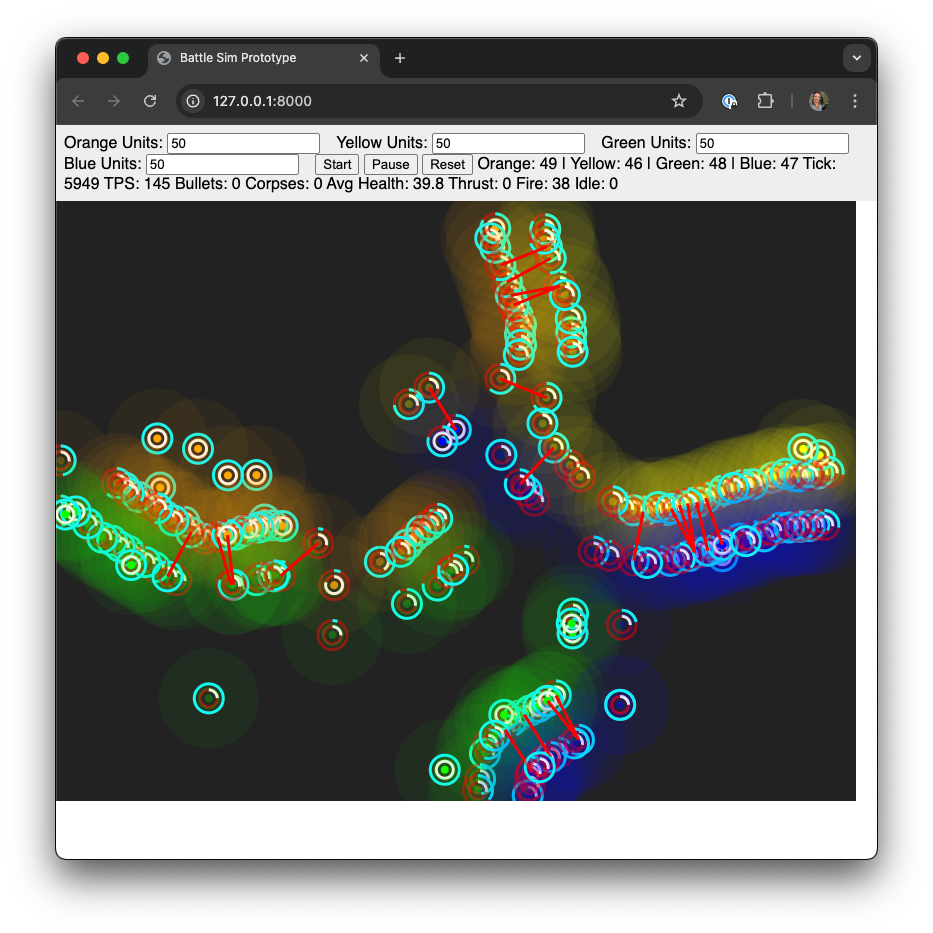 Battle Sim Prototype
127.0.0.1:8000
Orange Units: 50 Yellow Units: 50 Green Units: 50
Blue Units: 50 Start Pause Reset Orange: 49 | Yellow: 46 | Green: 48 | Blue: 47 Tick:
5949 TPS: 145 Bullets: 0 Corpses: 0 Avg Health: 39.8 Thrust: 0 Fire: 38 Idle: 0